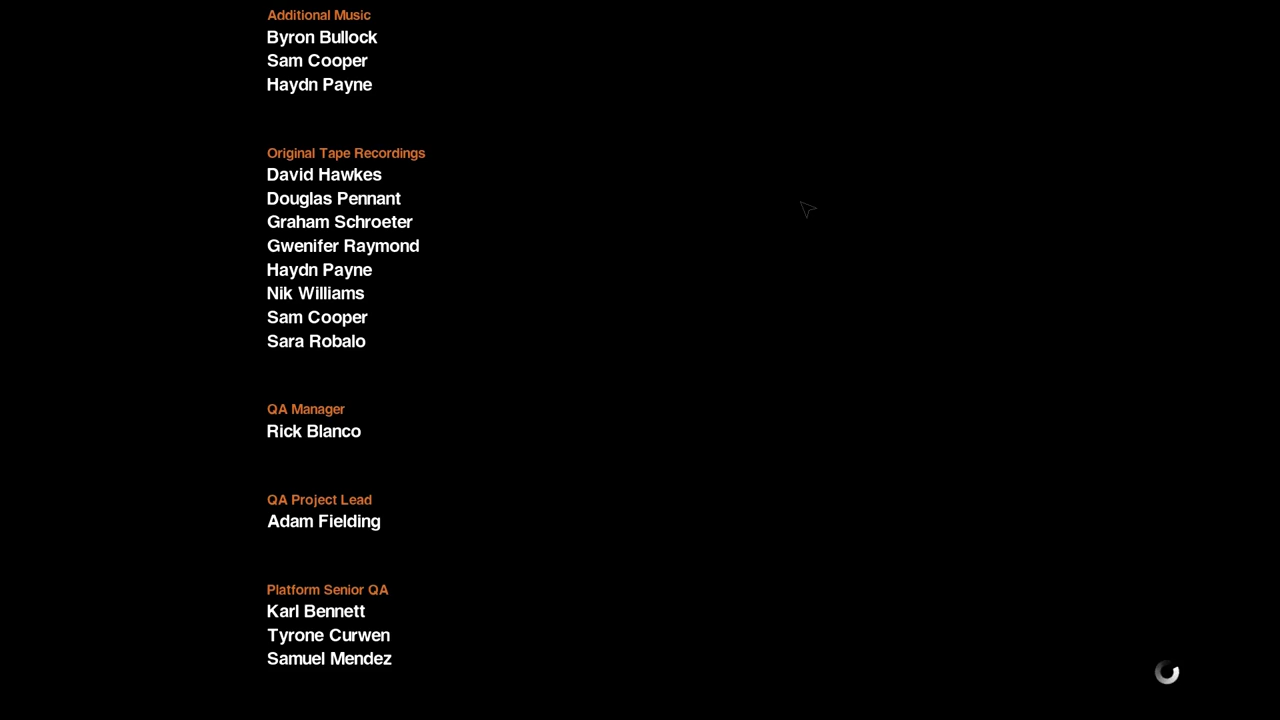 Additional Music
Byron Bullock
Sam Cooper
Haydn Payne
Original Tape Recordings
David Hawkes
Douglas Pennant
Graham Schroeter
Gwenifer Raymond
Haydn Payne
Nik Williams
Sam Cooper
Sara Robalo
QA Manager
Rick Blanco
QA Project Lead
Adam Fielding
Platform Senior QA
Karl Bennett
Tyrone Curwen
Samuel Mendez